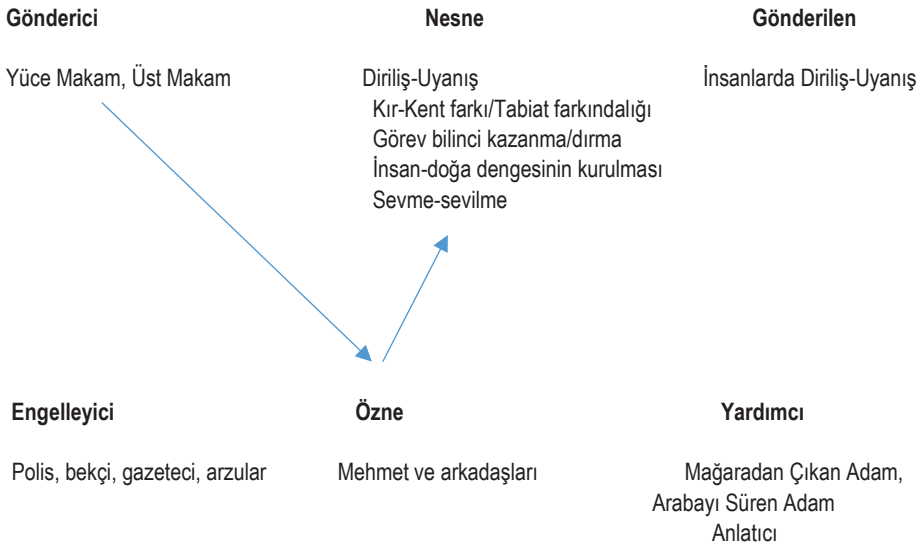 Gönderici Nesne Gönderilen
Yüce Makam, Üst Makam Diriliş-Uyanış İnsanlarda Diriliş-Uyanış
Kır-Kent farkı/Tabiat farkındalığı
Görev bilinci kazanma/dırma
İnsan-doğa dengesinin kurulması
Sevme-sevilme
Engelleyici Özne Yardımcı
Polis, bekçi, gazeteci, arzular Mehmet ve arkadaşları Mağaradan Çıkan Adam,
Arabayı Süren Adam
Anlatıcı